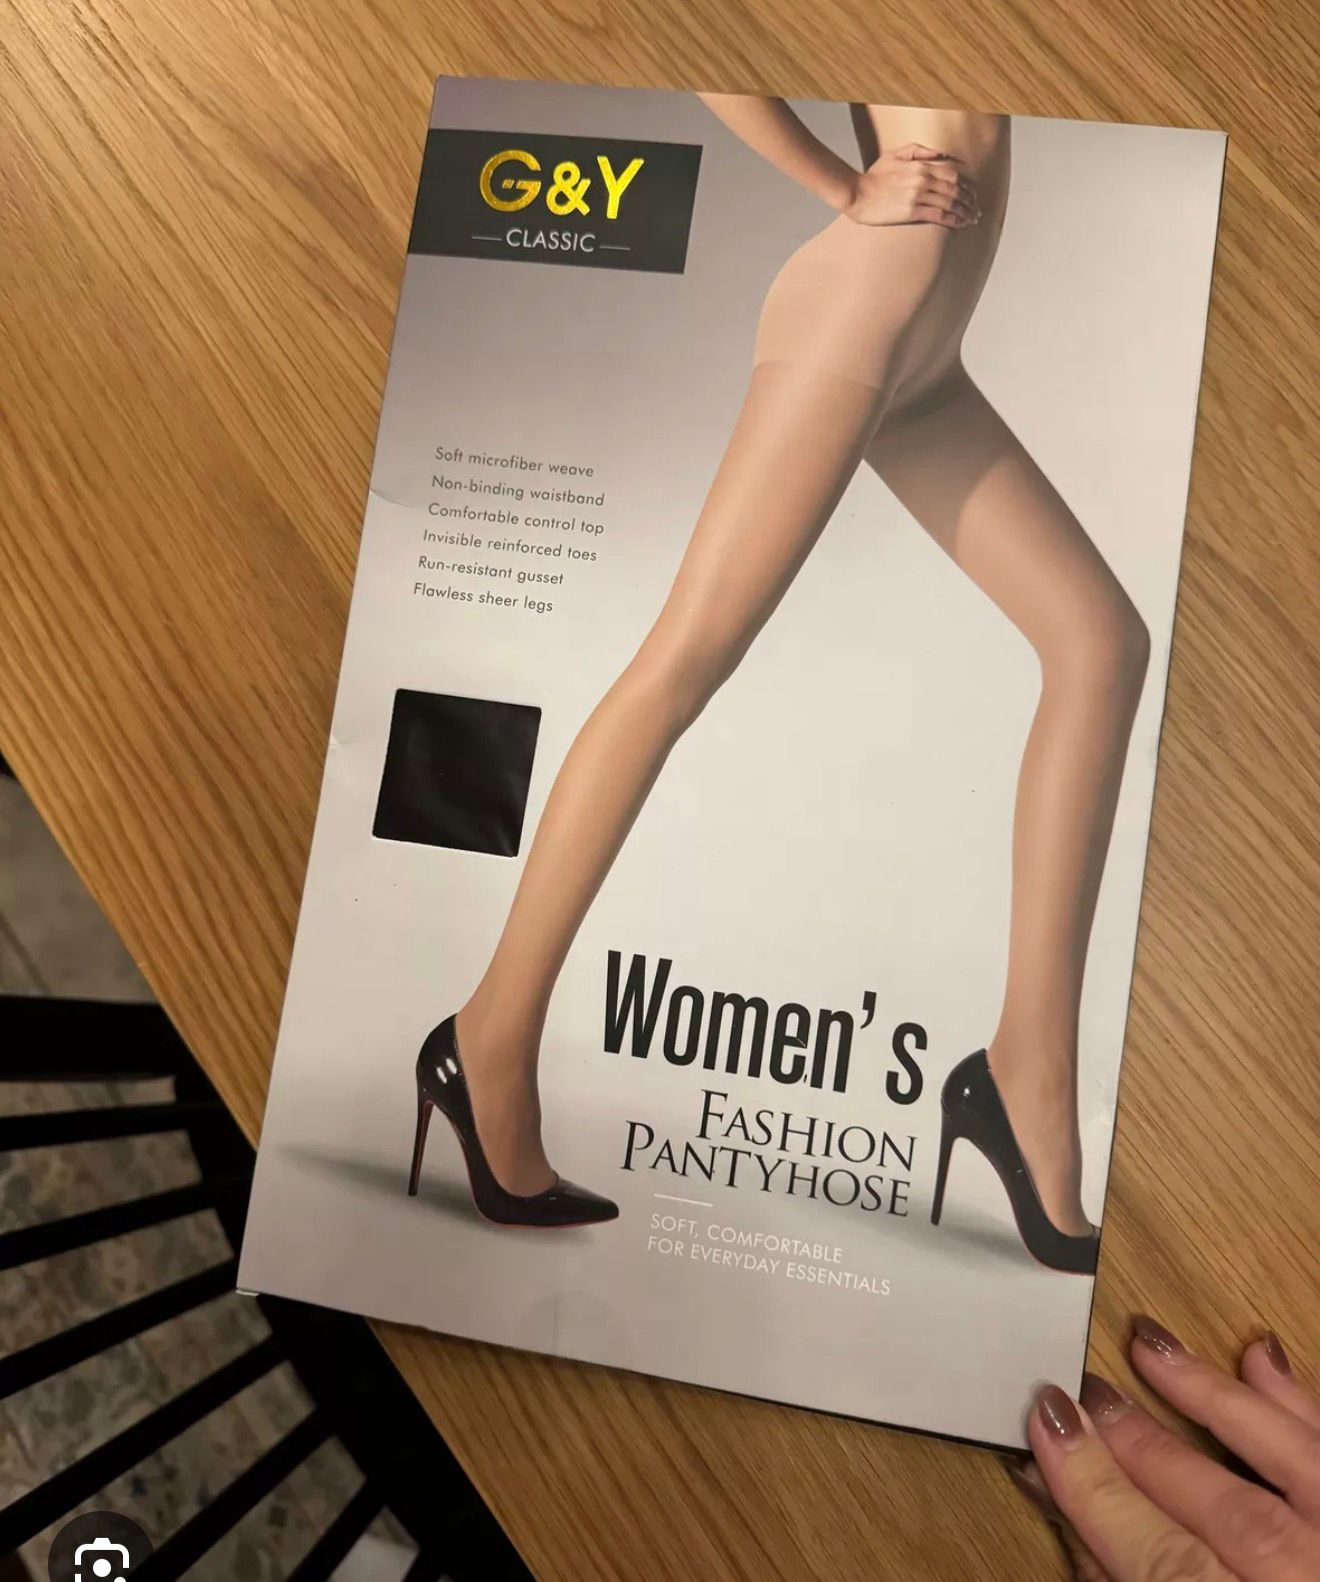 G&Y
CLASSIC
Soft microfiber weave
Non-binding waistband
Comfortable control top
Invisible reinforced toes
Run-resistant gusset
Flawless sheer legs
Women's
FASHION
PANTYHOSE
SOFT, COMFORTABLE
FOR EVERYDAY ESSENTIALS